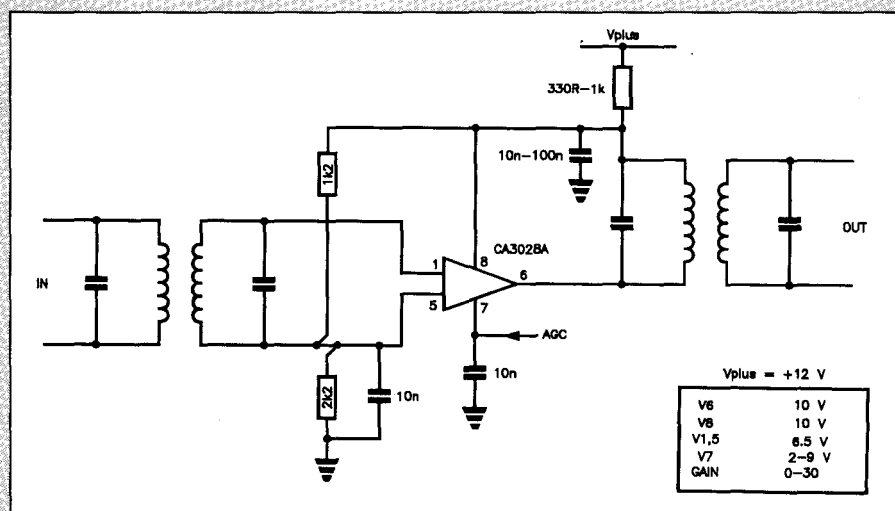 Vplus
330R-1k
10n-100n
1k2
CA3028A
IN
1
8
6
5
7
OUT
AGC
2k2
10n
10n
Vplus = +12 V
V6 10 V
V8 10 V
V1,5 6.5 V
V7 2-9 V
GAIN 0-30